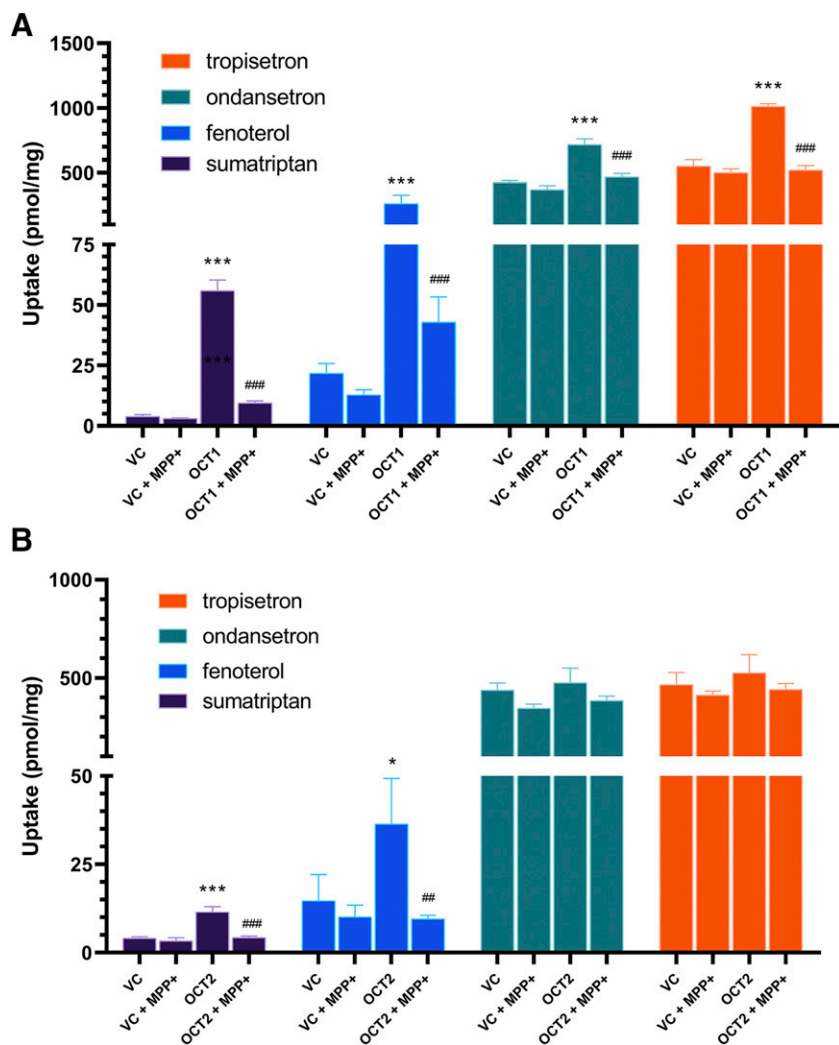 A
Uptake (pmol/mg)
1500
1000
500
75
50
25
0
tropisetron
ondansetron
fenoterol
sumatriptan
***
***
###
***
###
***
###
***
###
VC
VC + MPP+
OCT1
OCT1 + MPP+
VC
VC + MPP+
OCT1
OCT1 + MPP+
VC
VC + MPP+
OCT1
OCT1 + MPP+
VC
VC + MPP+
OCT1
OCT1 + MPP+
B
Uptake (pmol/mg)
1000
500
50
25
0
tropisetron
ondansetron
fenoterol
sumatriptan
***
###
*
##
VC
VC + MPP+
OCT2
OCT2 + MPP+
VC
VC + MPP+
OCT2
OCT2 + MPP+
VC
VC + MPP+
OCT2
OCT2 + MPP+
VC
VC + MPP+
OCT2
OCT2 + MPP+